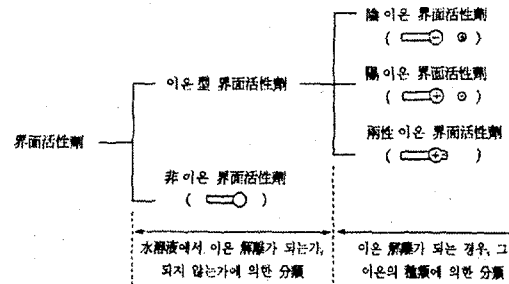 陰 이온 界面活性劑
陽 이온 界面活性劑
이온 型 界面活性劑
兩性 이온 界面活性劑
界面活性劑
非 이온 界面活性劑
水溶液에서 이온 解離가 되는가,
되지 않는가에 의한 分類
이온 解離가 되는 경우, 그
이온의 種類에 의한 分類